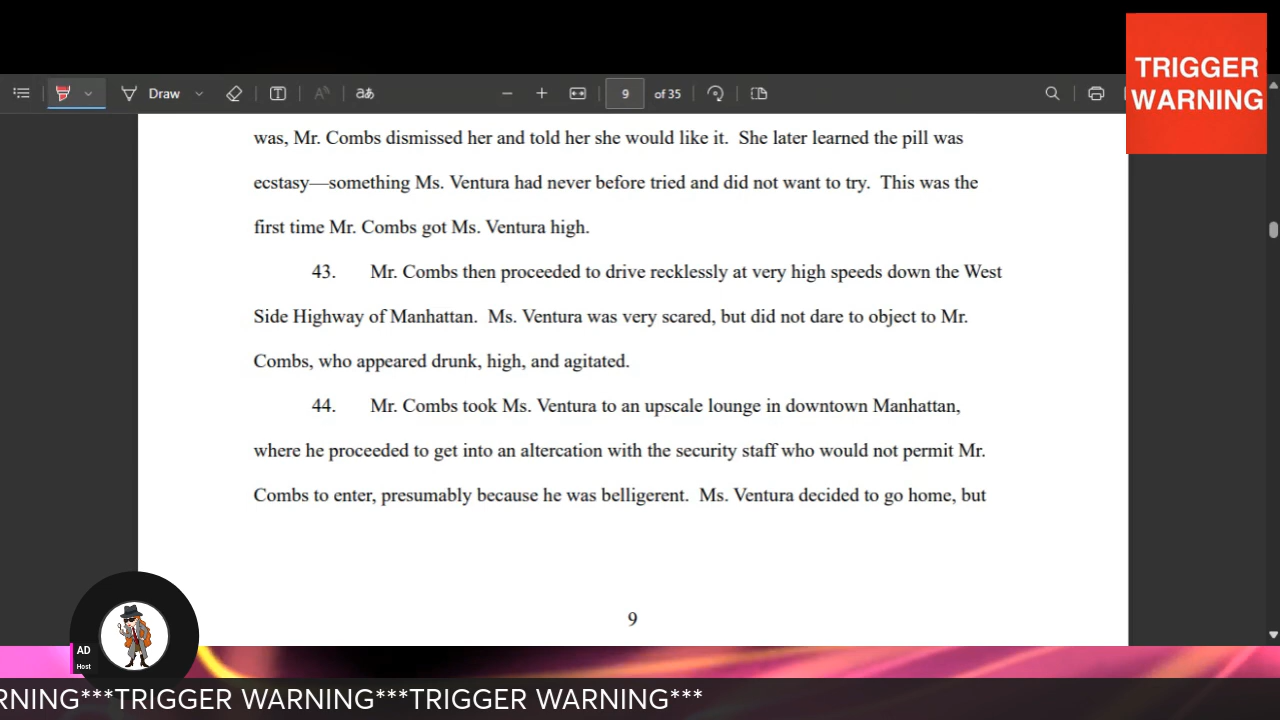 TRIGGER
WARNING
Draw
aあ
9
of 35
was, Mr. Combs dismissed her and told her she would like it.  She later learned the pill was
ecstasy—something Ms. Ventura had never before tried and did not want to try.  This was the
first time Mr. Combs got Ms. Ventura high.
43. Mr. Combs then proceeded to drive recklessly at very high speeds down the West
Side Highway of Manhattan.  Ms. Ventura was very scared, but did not dare to object to Mr.
Combs, who appeared drunk, high, and agitated.
44. Mr. Combs took Ms. Ventura to an upscale lounge in downtown Manhattan,
where he proceeded to get into an altercation with the security staff who would not permit Mr.
Combs to enter, presumably because he was belligerent.  Ms. Ventura decided to go home, but
9
AD
Host
RNING***TRIGGER WARNING***TRIGGER WARNING***